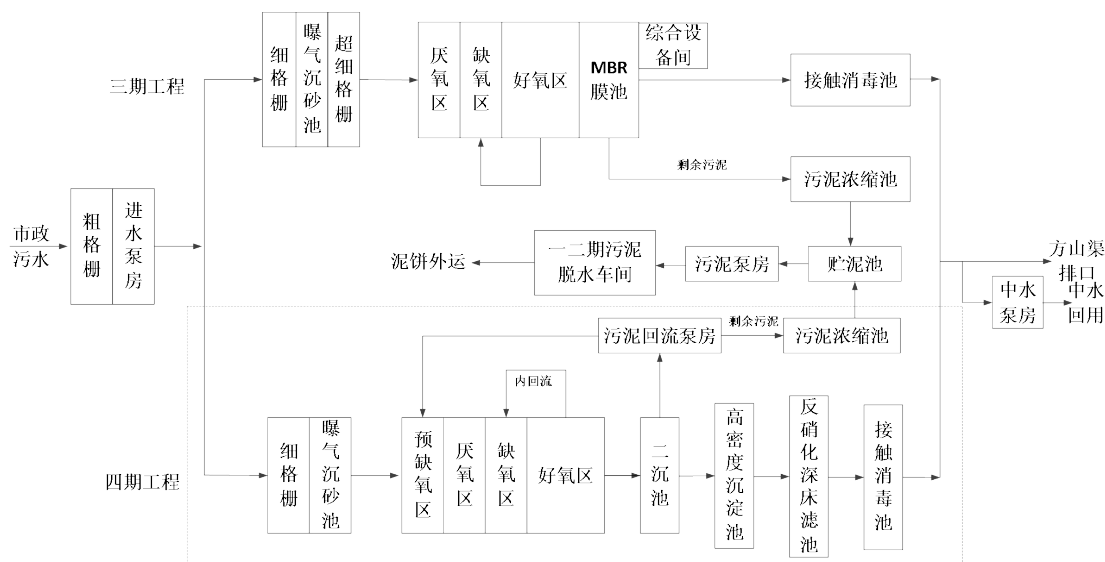 三期工程
细格栅
曝气沉砂池
超细格栅
厌氧区
缺氧区
好氧区
MBR
膜池
综合设
备间
接触消毒池
剩余污泥
污泥浓缩池
市政
污水
粗格栅
进水泵房
泥饼外运
一二期污泥
脱水车间
污泥泵房
贮泥池
方山渠
排口
中水
泵房
中水
回用
污泥回流泵房
剩余污泥
污泥浓缩池
内回流
四期工程
细格栅
曝气沉砂池
预缺氧区
厌氧区
缺氧区
好氧区
二沉池
高密度沉淀池
反硝化深床滤池
接触消毒池